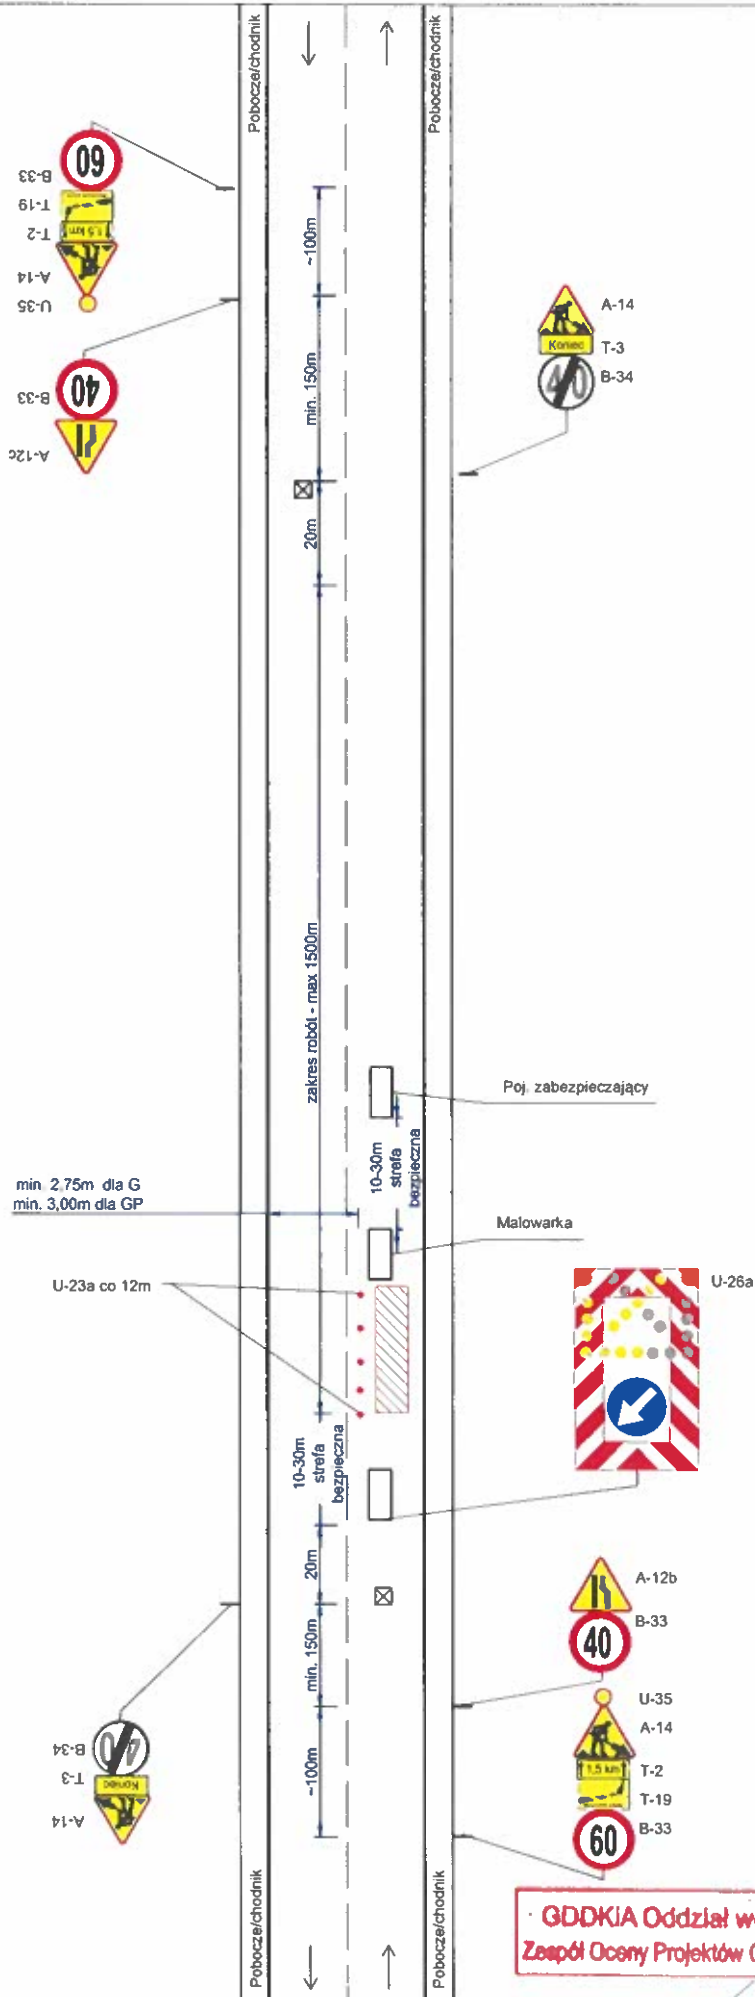 Pobocze/chodnik
Pobocze/chodnik
60
B-33
T-19
T-2
1,5 km
A-14
U-35
40
B-33
A-12c
~100m
min. 150m
20m
A-14
Koniec
T-3
40
B-34
zakres robót - max 1500m
Poj. zabezpieczający
10-30m
strefa
bezpieczna
min. 2,75m dla G
min. 3,00m dla GP
Malowarka
U-23a co 12m
U-26a
10-30m
strefa
bezpieczna
20m
min. 150m
~100m
A-12b
B-33
40
U-35
A-14
1,5 km
T-2
T-19
B-33
60
40
B-34
T-3
Koniec
A-14
Pobocze/chodnik
Pobocze/chodnik
GDDKiA Oddział w
Zespół Oceny Projektów